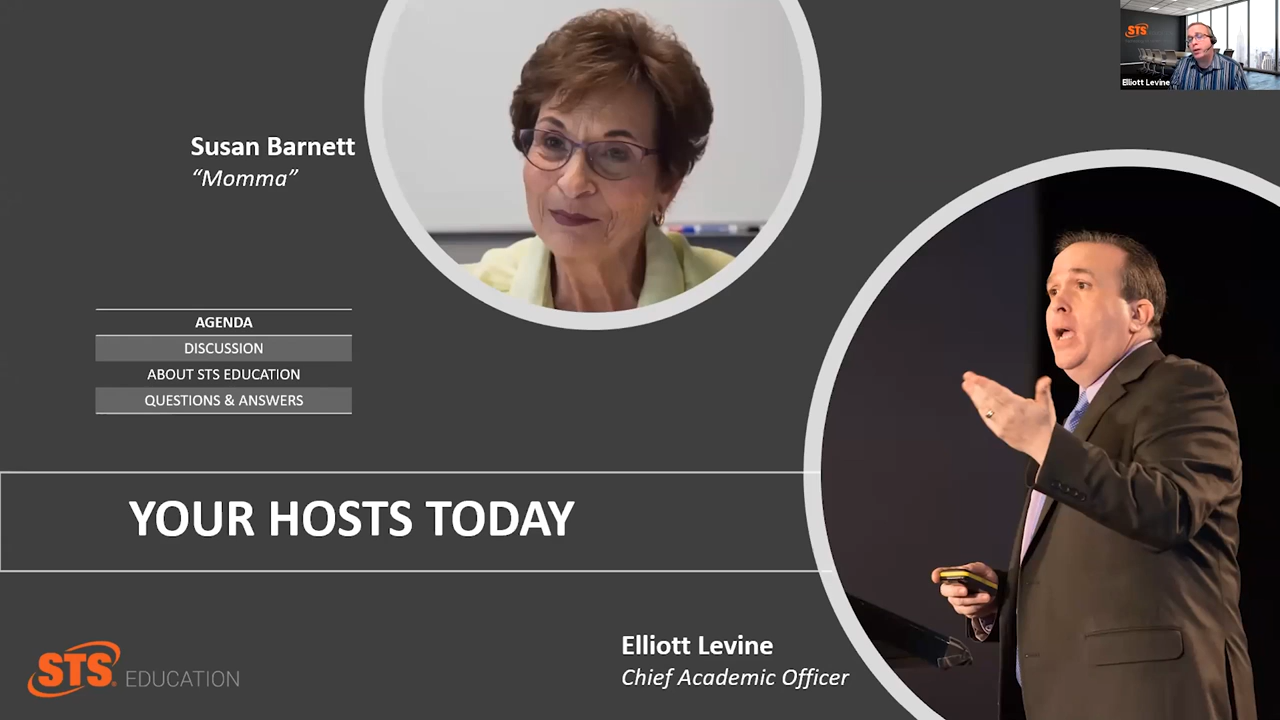 STS
Elliott Levine
Susan Barnett
“Momma”
AGENDA
DISCUSSION
ABOUT STS EDUCATION
QUESTIONS & ANSWERS
YOUR HOSTS TODAY
Elliott Levine
Chief Academic Officer
STS® EDUCATION